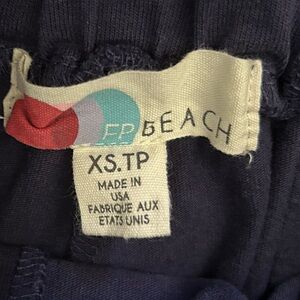 FP BEACH
XS.TP
MADE IN
USA
FABRIQUE AUX
ETATS UNIS